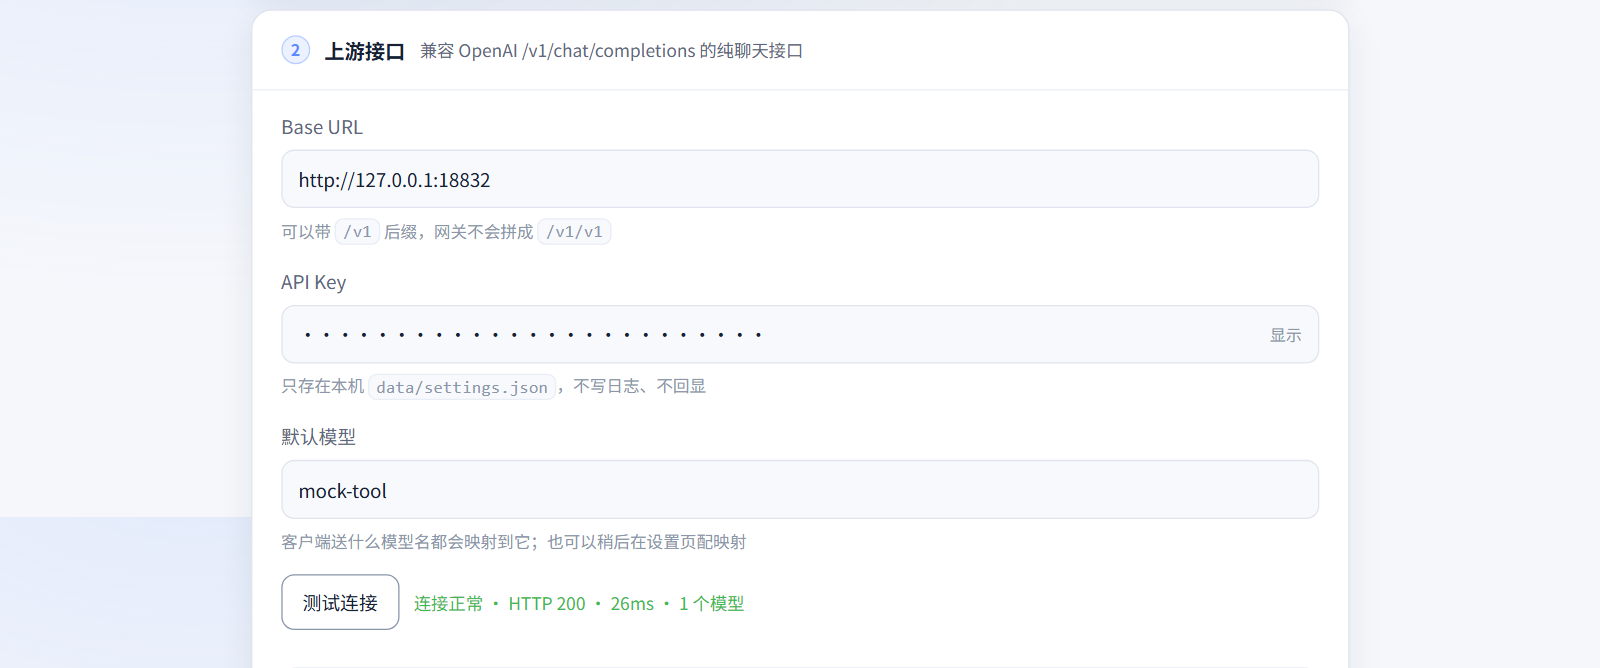 2 上游接口 兼容 OpenAI /v1/chat/completions 的纯聊天接口
Base URL
http://127.0.0.1:18832
可以带 /v1 后缀，网关不会拼成 /v1/v1
API Key
••••••••••••••••••••••••• 显示
只存在本机 data/settings.json，不写日志、不回显
默认模型
mock-tool
客户端送什么模型名都会映射到它；也可以稍后在设置页配映射
测试连接 连接正常 · HTTP 200 · 26ms · 1 个模型